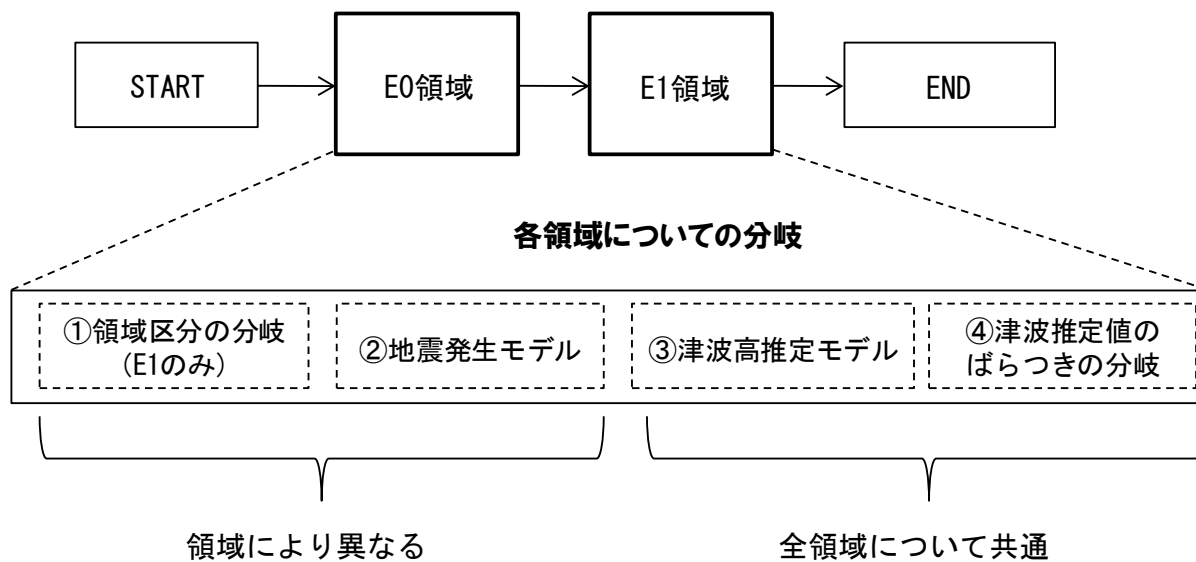 START
E0領域
E1領域
END
各領域についての分岐
①領域区分の分岐
(E1のみ)
②地震発生モデル
③津波高推定モデル
④津波推定値の
ばらつきの分岐
領域により異なる
全領域について共通